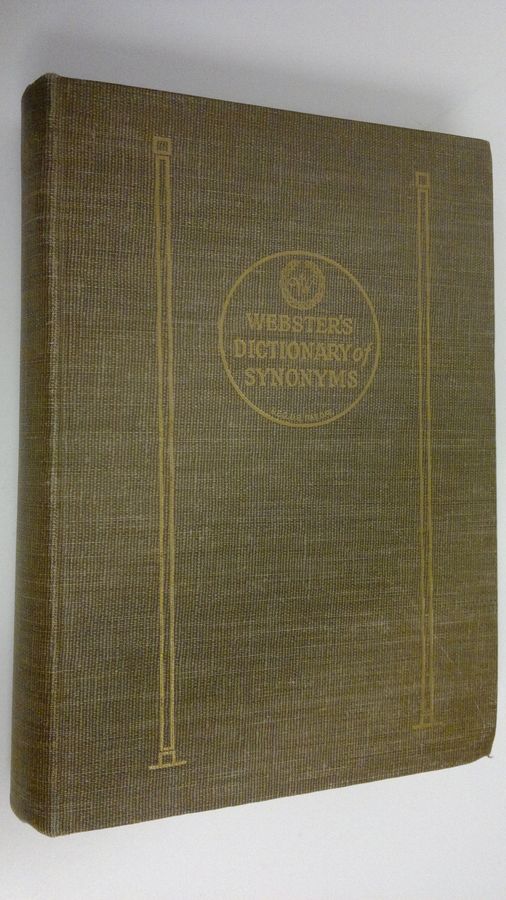 WEBSTER'S
DICTIONARY of
SYNONYMS